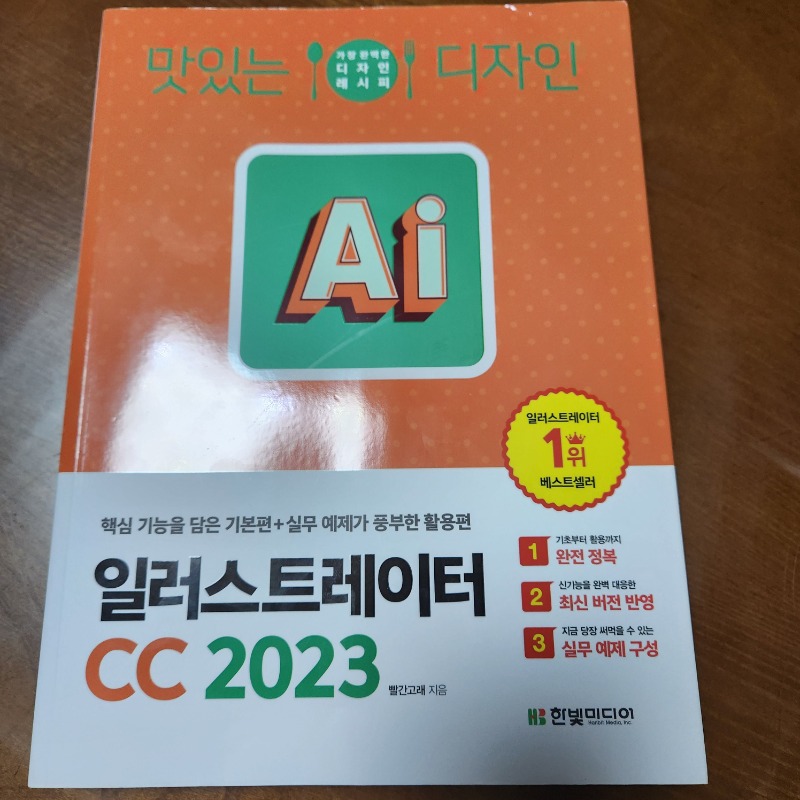 맛있는 디자인
가장 완벽한
디자인
레시피
Ai
일러스트레이터
1위
베스트셀러
핵심 기능을 담은 기본편+실무 예제가 풍부한 활용편
일러스트레이터
CC 2023
빨간고래 지음
1 기초부터 활용까지
완전 정복
2 신기능을 완벽 대응한
최신 버전 반영
3 지금 당장 써먹을 수 있는
실무 예제 구성
HB 한빛미디어
Hanbit Media, Inc.